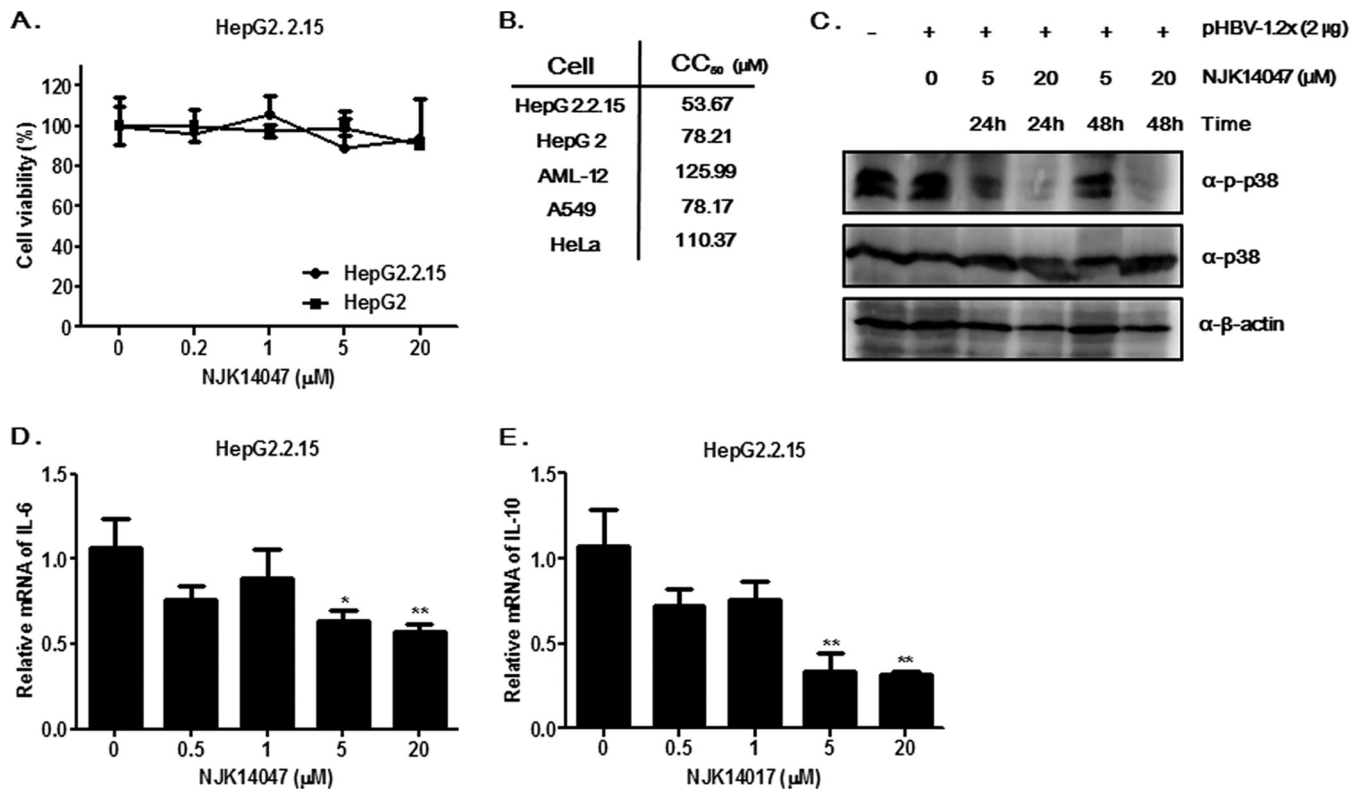 A.
HepG2.2.15
Cell viability (%)
120
100
80
60
40
20
0
HepG2.2.15
HepG2
0 0.2 1 5 20
NJK14047 (μM)
B.
Cell CC₅₀ (μM)
HepG2.2.15 53.67
HepG2 78.21
AML-12 125.99
A549 78.17
HeLa 110.37
C.
- + + + + + pHBV-1.2x (2 μg)
0 5 20 5 20 NJK14047 (μM)
24h 24h 48h 48h Time
α-p-p38
α-p38
α-β-actin
D.
HepG2.2.15
Relative mRNA of IL-6
1.5
1.0
0.5
0.0
* **
0 0.5 1 5 20
NJK14047 (μM)
E.
HepG2.2.15
Relative mRNA of IL-10
1.5
1.0
0.5
0.0
** **
0 0.5 1 5 20
NJK14017 (μM)